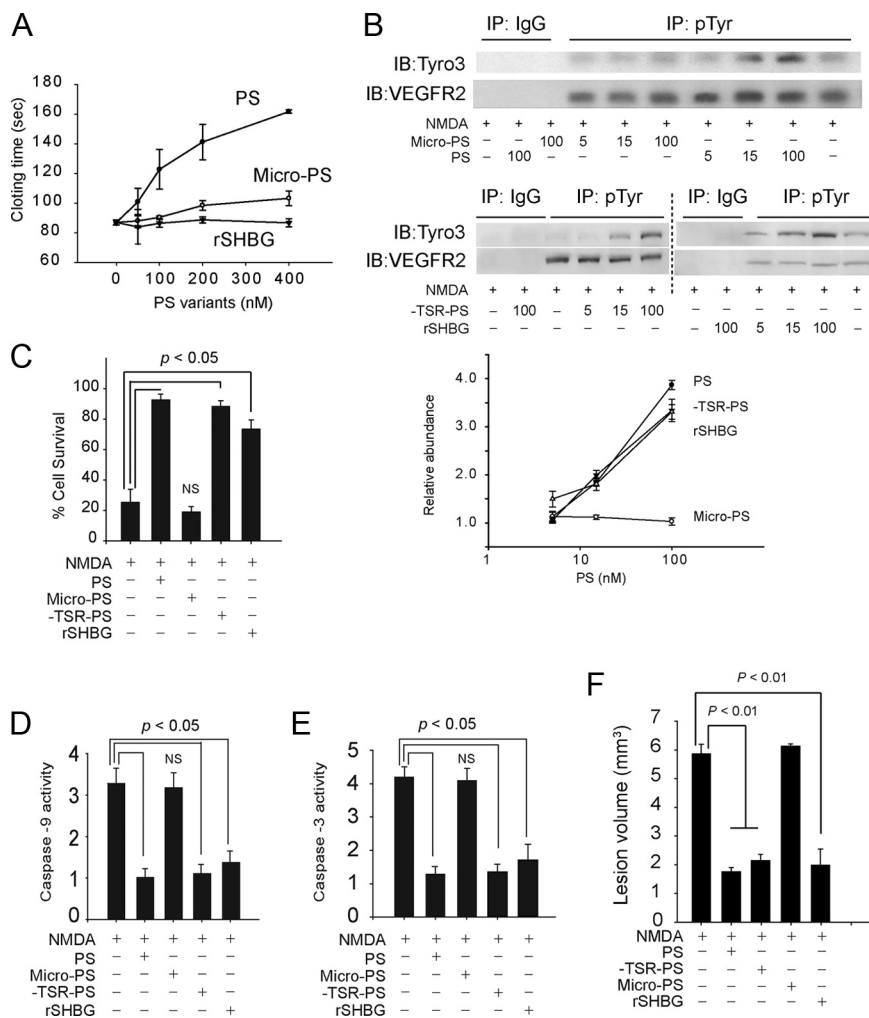 A
Cloting time (sec)
180
160
140
120
100
80
60
PS
Micro-PS
rSHBG
0 100 200 300 400
PS variants (nM)
B
IP: IgG IP: pTyr
IB:Tyro3
IB:VEGFR2
NMDA + + + + + + + + + +
Micro-PS – – 100 5 15 100 – – – –
PS – 100 – – – – 5 15 100 –
IP: IgG IP: pTyr IP: IgG IP: pTyr
IB:Tyro3
IB:VEGFR2
NMDA + + + + + + + + + + + +
-TSR-PS – 100 – 5 15 100
rSHBG – 100 5 15 100 –
Relative abundance
4.0
3.0
2.0
1.0
PS
-TSR-PS
rSHBG
Micro-PS
1 10 100
PS (nM)
C
p < 0.05
% Cell Survival
100
80
60
40
20
0
NS
NMDA + + + + +
PS – + – – –
Micro-PS – – + – –
-TSR-PS – – – + –
rSHBG – – – – +
D
p < 0.05
Caspase -9 activity
4
3
2
1
0
NS
NMDA + + + + +
PS – + – – –
Micro-PS – – + – –
-TSR-PS – – – + –
rSHBG – – – – +
E
p < 0.05
Caspase -3 activity
5
4
3
2
1
0
NS
NMDA + + + + +
PS – + – – –
Micro-PS – – + – –
-TSR-PS – – – + –
rSHBG – – – – +
F
P < 0.01
P < 0.01
Lesion volume (mm³)
8
6
4
2
0
NMDA + + + + +
PS – + – – –
-TSR-PS – – + – –
Micro-PS – – – + –
rSHBG – – – – +